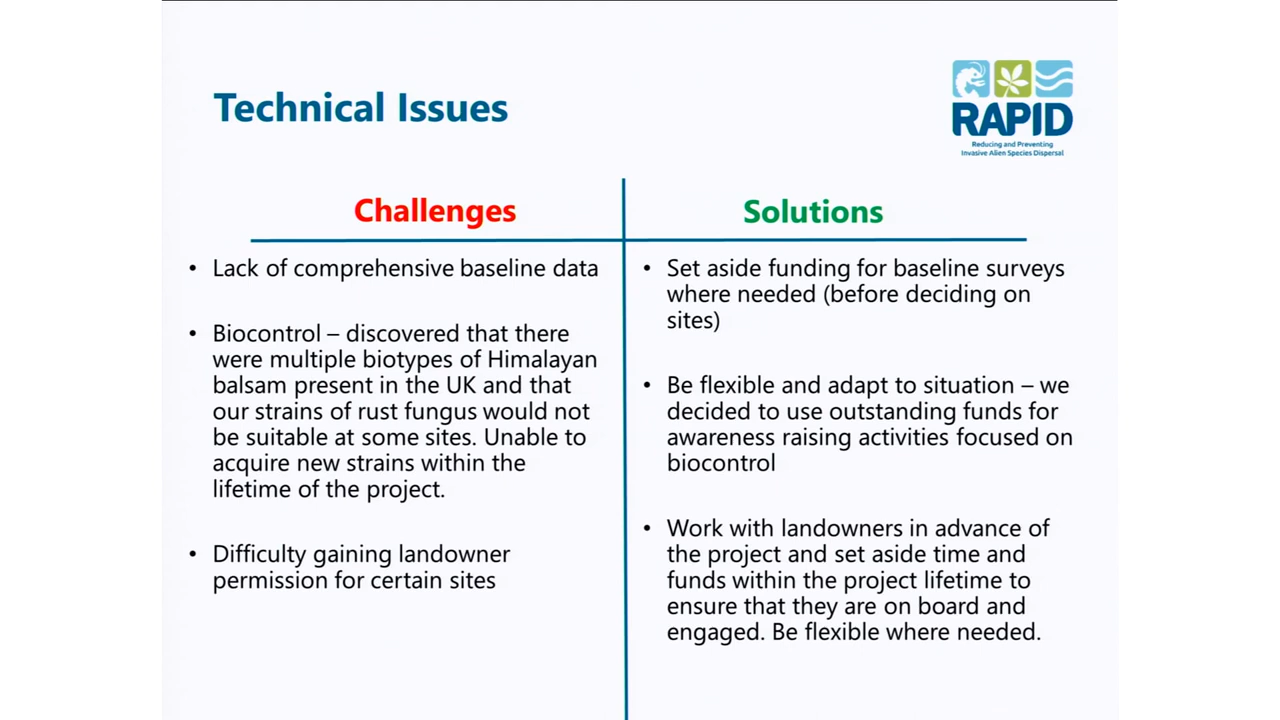 Technical Issues
RAPID
Reducing and Preventing
Invasive Alien Species Dispersal
Challenges
• Lack of comprehensive baseline data
• Biocontrol – discovered that there
were multiple biotypes of Himalayan
balsam present in the UK and that
our strains of rust fungus would not
be suitable at some sites. Unable to
acquire new strains within the
lifetime of the project.
• Difficulty gaining landowner
permission for certain sites
Solutions
• Set aside funding for baseline surveys
where needed (before deciding on
sites)
• Be flexible and adapt to situation – we
decided to use outstanding funds for
awareness raising activities focused on
biocontrol
• Work with landowners in advance of
the project and set aside time and
funds within the project lifetime to
ensure that they are on board and
engaged. Be flexible where needed.